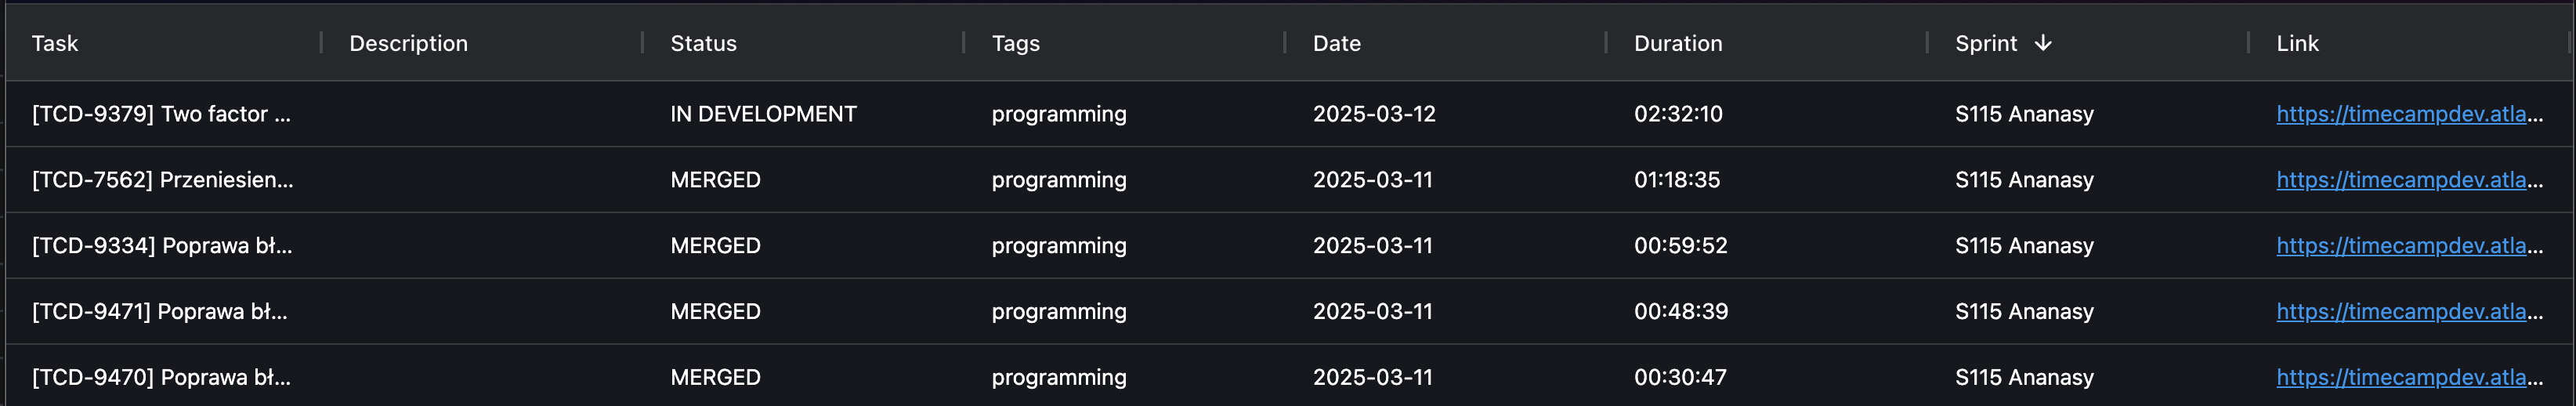 Task Description Status Tags Date Duration Sprint ↓ Link
[TCD-9379] Two factor ... IN DEVELOPMENT programming 2025-03-12 02:32:10 S115 Ananasy https://timecampdev.atla...
[TCD-7562] Przeniesien... MERGED programming 2025-03-11 01:18:35 S115 Ananasy https://timecampdev.atla...
[TCD-9334] Poprawa bł... MERGED programming 2025-03-11 00:59:52 S115 Ananasy https://timecampdev.atla...
[TCD-9471] Poprawa bł... MERGED programming 2025-03-11 00:48:39 S115 Ananasy https://timecampdev.atla...
[TCD-9470] Poprawa bł... MERGED programming 2025-03-11 00:30:47 S115 Ananasy https://timecampdev.atla...